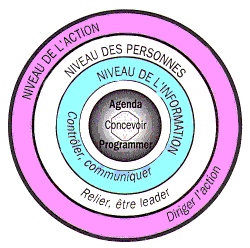 NIVEAU DE L'ACTION
NIVEAU DES PERSONNES
NIVEAU DE L'INFORMATION
Agenda
Concevoir
Programmer
Contrôler, communiquer
Relier, être leader
Diriger l'action